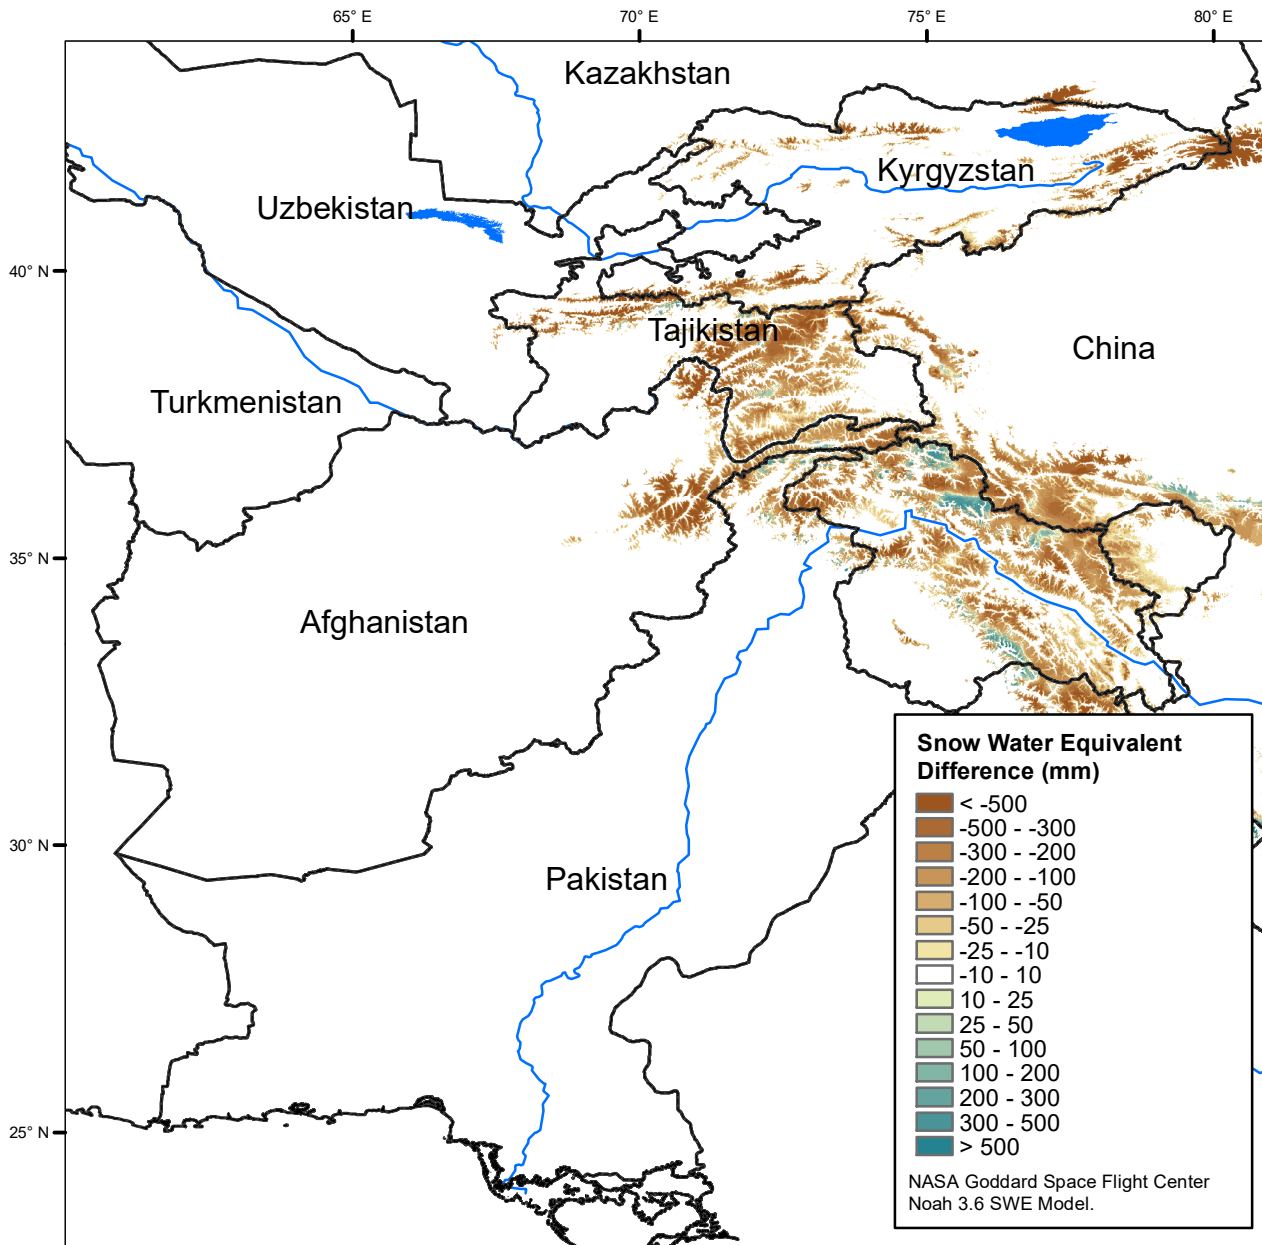 65° E
70° E
75° E
80° E
Kazakhstan
Kyrgyzstan
Uzbekistan
40° N
Tajikistan
China
Turkmenistan
35° N
Afghanistan
30° N
Pakistan
25° N
Snow Water Equivalent
Difference (mm)
< -500
-500 - -300
-300 - -200
-200 - -100
-100 - -50
-50 - -25
-25 - -10
-10 - 10
10 - 25
25 - 50
50 - 100
100 - 200
200 - 300
300 - 500
> 500
NASA Goddard Space Flight Center
Noah 3.6 SWE Model.